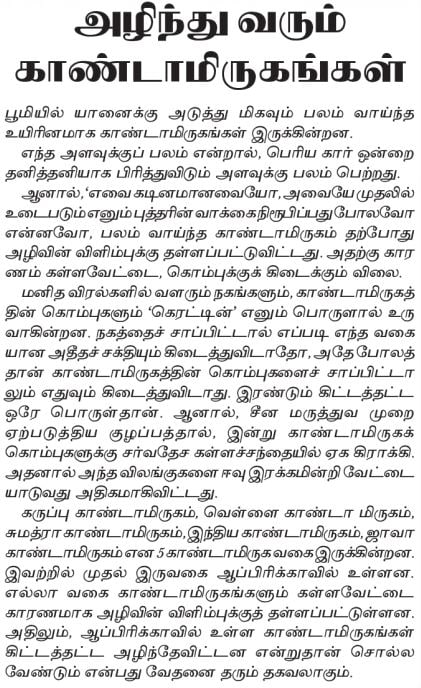 அழிந்து வரும்
காண்டாமிருகங்கள்
பூமியில் யானைக்கு அடுத்து மிகவும் பலம் வாய்ந்த
உயிரினமாக காண்டாமிருகங்கள் இருக்கின்றன.
எந்த அளவுக்குப் பலம் என்றால், பெரிய கார் ஒன்றை
தனித்தனியாக பிரித்துவிடும் அளவுக்கு பலம் பெற்றது.
ஆனால், ‘எவை கடினமானவையோ, அவையே முதலில்
உடைபடும் எனும் புத்தரின் வாக்கை நிரூபிப்பது போலவோ
என்னவோ, பலம் வாய்ந்த காண்டாமிருகம் தற்போது
அழிவின் விளிம்புக்கு தள்ளப்பட்டுவிட்டது. அதற்கு கார
ணம் கள்ளவேட்டை, கொம்புக்குக் கிடைக்கும் விலை.
மனித விரல்களில் வளரும் நகங்களும், காண்டாமிருகத்
தின் கொம்புகளும் ‘கெரட்டின்’ எனும் பொருளால் உரு
வாகின்றன. நகத்தைச் சாப்பிட்டால் எப்படி எந்த வகை
யான அதீதச் சக்தியும் கிடைத்துவிடாதோ, அதே போலத்
தான் காண்டாமிருகத்தின் கொம்புகளைச் சாப்பிட்டா
லும் எதுவும் கிடைத்துவிடாது. இரண்டும் கிட்டத்தட்ட
ஒரே பொருள்தான். ஆனால், சீன மருத்துவ முறை
ஏற்படுத்திய குழப்பத்தால், இன்று காண்டாமிருகக்
கொம்புகளுக்கு சர்வதேச கள்ளச்சந்தையில் ஏக கிராக்கி.
அதனால் அந்த விலங்குகளை ஈவு இரக்கமின்றி வேட்டை
யாடுவது அதிகமாகிவிட்டது.
கருப்பு காண்டாமிருகம், வெள்ளை காண்டா மிருகம்,
சுமத்ரா காண்டாமிருகம், இந்திய காண்டாமிருகம், ஜாவா
காண்டாமிருகம் என 5 காண்டாமிருக வகை இருக்கின்றன.
இவற்றில் முதல் இருவகை ஆப்பிரிக்காவில் உள்ளன.
எல்லா வகை காண்டாமிருகங்களும் கள்ளவேட்டை
காரணமாக அழிவின் விளிம்புக்குத் தள்ளப்பட்டுள்ளன.
அதிலும், ஆப்பிரிக்காவில் உள்ள காண்டாமிருகங்கள்
கிட்டத்தட்ட அழிந்தேவிட்டன என்றுதான் சொல்ல
வேண்டும் என்பது வேதனை தரும் தகவலாகும்.